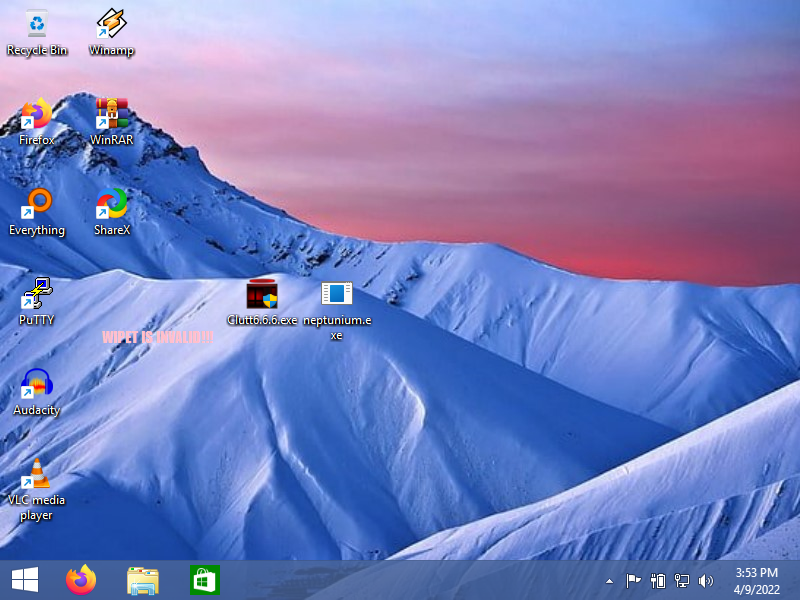 Recycle Bin
Winamp
Firefox
WinRAR
Everything
ShareX
PuTTY
WIPET IS INVALID!!!
Clutt6.6.6.exe
neptunium.e
xe
Audacity
VLC media
player
3:53 PM
4/9/2022